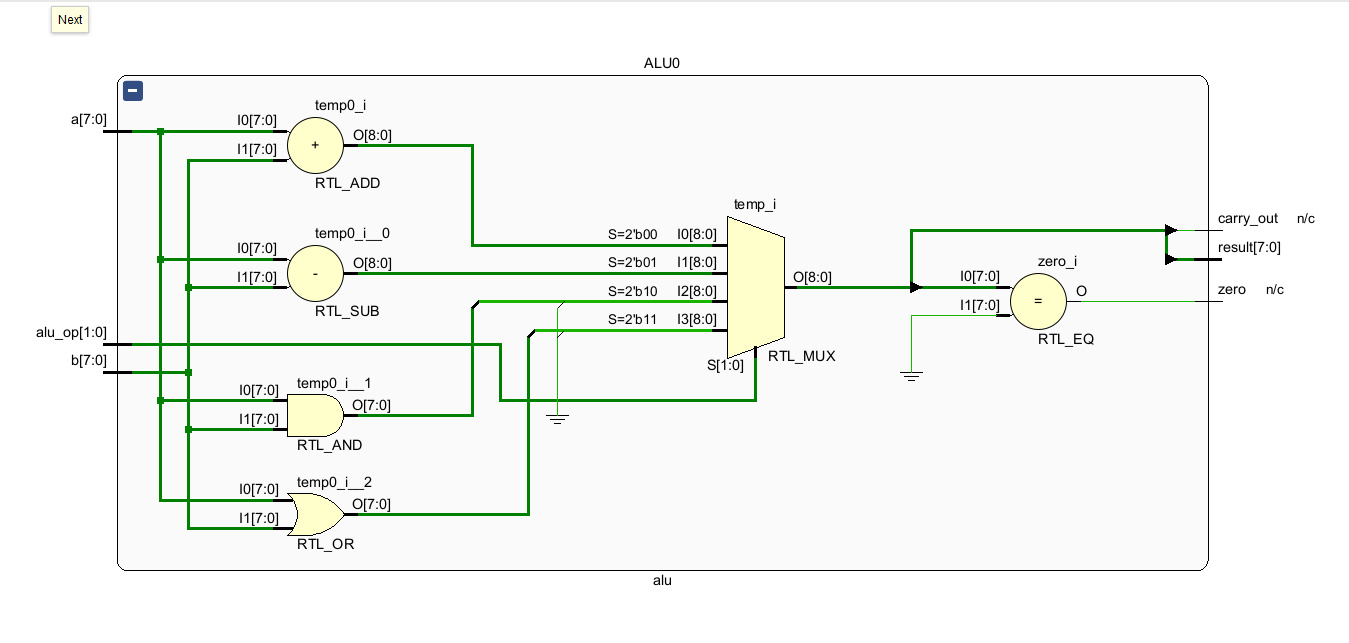 Next
ALU0
a[7:0]
temp0_i
I0[7:0]
I1[7:0]
+
O[8:0]
RTL_ADD
temp0_i__0
I0[7:0]
I1[7:0]
-
O[8:0]
RTL_SUB
alu_op[1:0]
b[7:0]
temp0_i__1
I0[7:0]
I1[7:0]
O[7:0]
RTL_AND
temp0_i__2
I0[7:0]
I1[7:0]
O[7:0]
RTL_OR
temp_i
S=2'b00 I0[8:0]
S=2'b01 I1[8:0]
S=2'b10 I2[8:0]
S=2'b11 I3[8:0]
S[1:0]
O[8:0]
RTL_MUX
zero_i
I0[7:0]
I1[7:0]
=
O
RTL_EQ
carry_out n/c
result[7:0]
zero n/c
alu